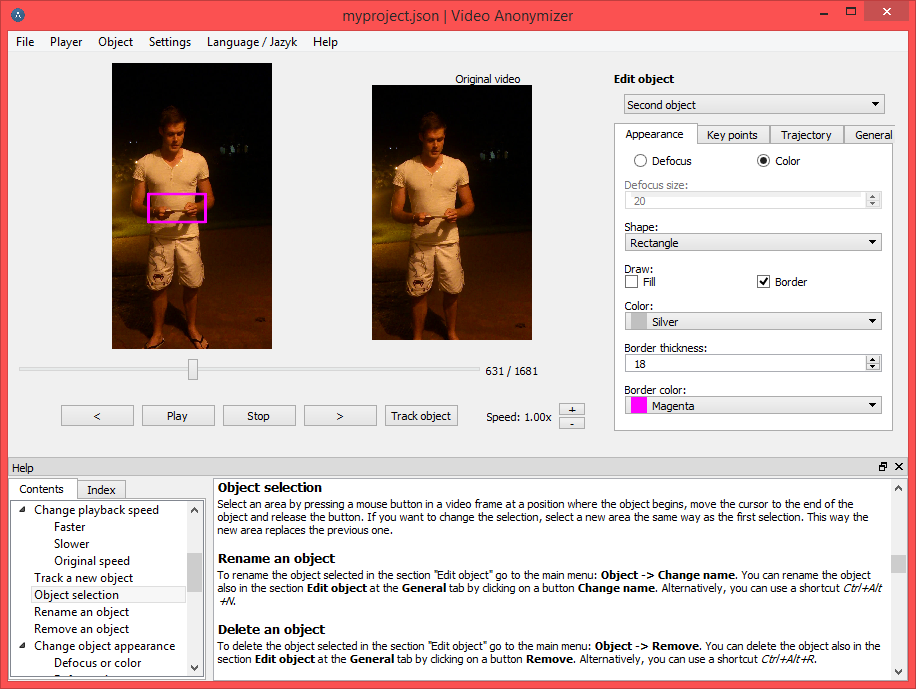 myproject.json | Video Anonymizer
File Player Object Settings Language / Jazyk Help
Original video
631 / 1681
< Play Stop > Track object Speed: 1.00x + -
Edit object
Second object
Appearance Key points Trajectory General
Defocus Color
Defocus size:
20
Shape:
Rectangle
Draw:
Fill Border
Color:
Silver
Border thickness:
18
Border color:
Magenta
Help
Contents Index
Change playback speed
Faster
Slower
Original speed
Track a new object
Object selection
Rename an object
Remove an object
Change object appearance
Defocus or color
Object selection
Select an area by pressing a mouse button in a video frame at a position where the object begins, move the cursor to the end of the
object and release the button. If you want to change the selection, select a new area the same way as the first selection. This way the
new area replaces the previous one.
Rename an object
To rename the object selected in the section "Edit object" go to the main menu: Object -> Change name. You can rename the object
also in the section Edit object at the General tab by clicking on a button Change name. Alternatively, you can use a shortcut Ctrl+Alt
+N.
Delete an object
To delete the object selected in the section "Edit object" go to the main menu: Object -> Remove. You can delete the object also in the
section Edit object at the General tab by clicking on a button Remove. Alternatively, you can use a shortcut Ctrl+Alt+R.